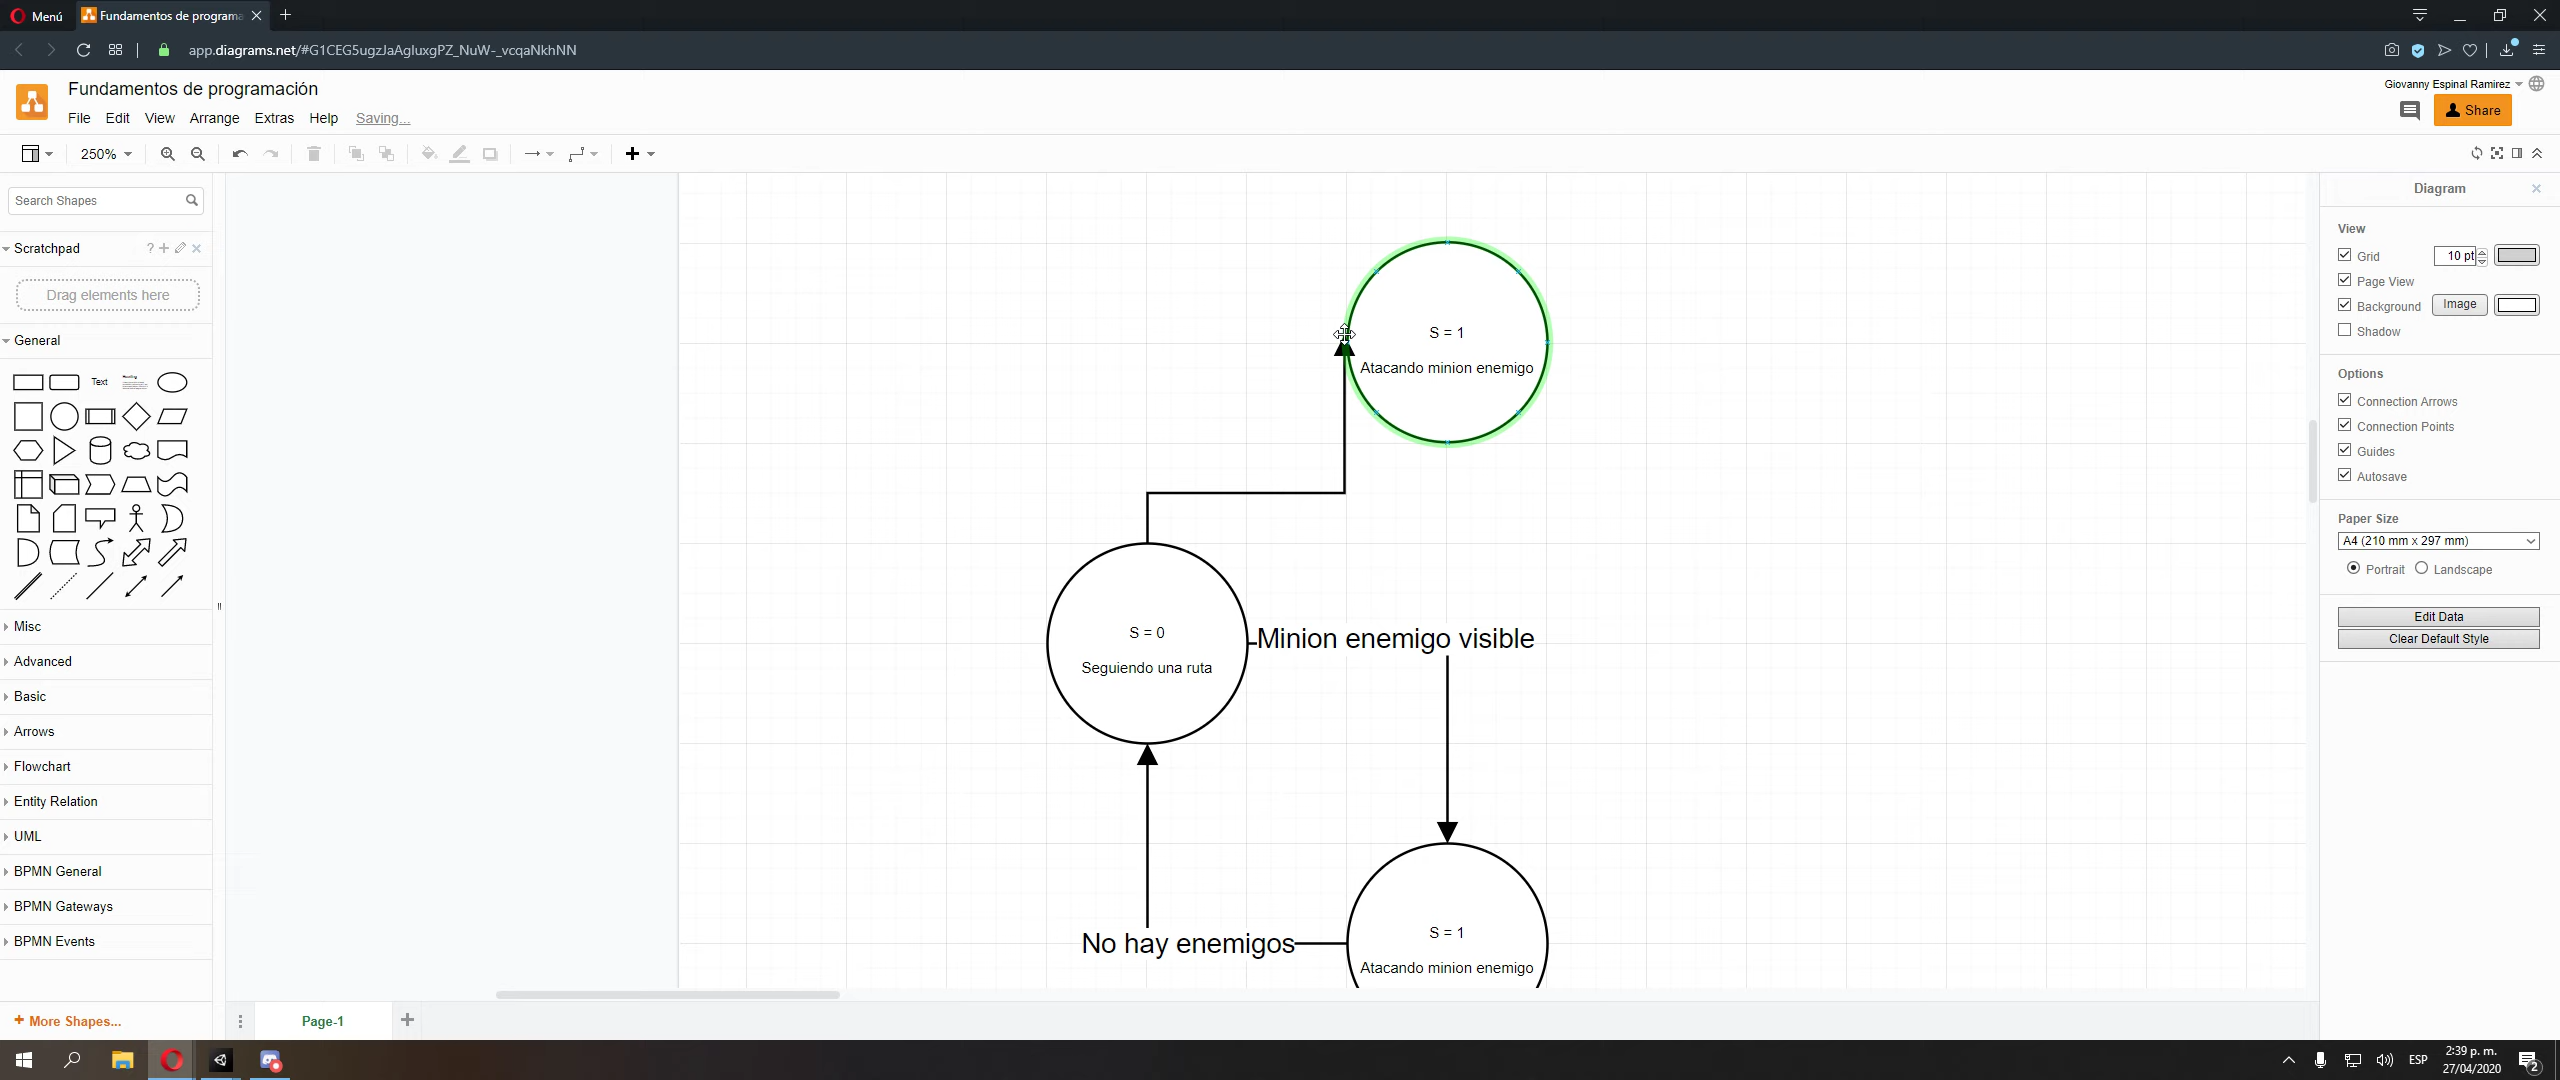 Menú
Fundamentos de programa
app.diagrams.net/#G1CEG5ugzJaAgluxgPZ_NuW-_vcqaNkhNN
Fundamentos de programación
Giovanny Espinal Ramirez
File Edit View Arrange Extras Help Saving...
Share
250%
Search Shapes
Scratchpad
?
Drag elements here
General
Text
Heading
Misc
Advanced
Basic
Arrows
Flowchart
Entity Relation
UML
BPMN General
BPMN Gateways
BPMN Events
+ More Shapes...
S = 1
Atacando minion enemigo
S = 0
Seguiendo una ruta
Minion enemigo visible
No hay enemigos
S = 1
Atacando minion enemigo
Page-1
Diagram
View
Grid 10 pt
Page View
Background Image
Shadow
Options
Connection Arrows
Connection Points
Guides
Autosave
Paper Size
A4 (210 mm x 297 mm)
Portrait Landscape
Edit Data
Clear Default Style
ESP
2:39 p. m.
27/04/2020
2